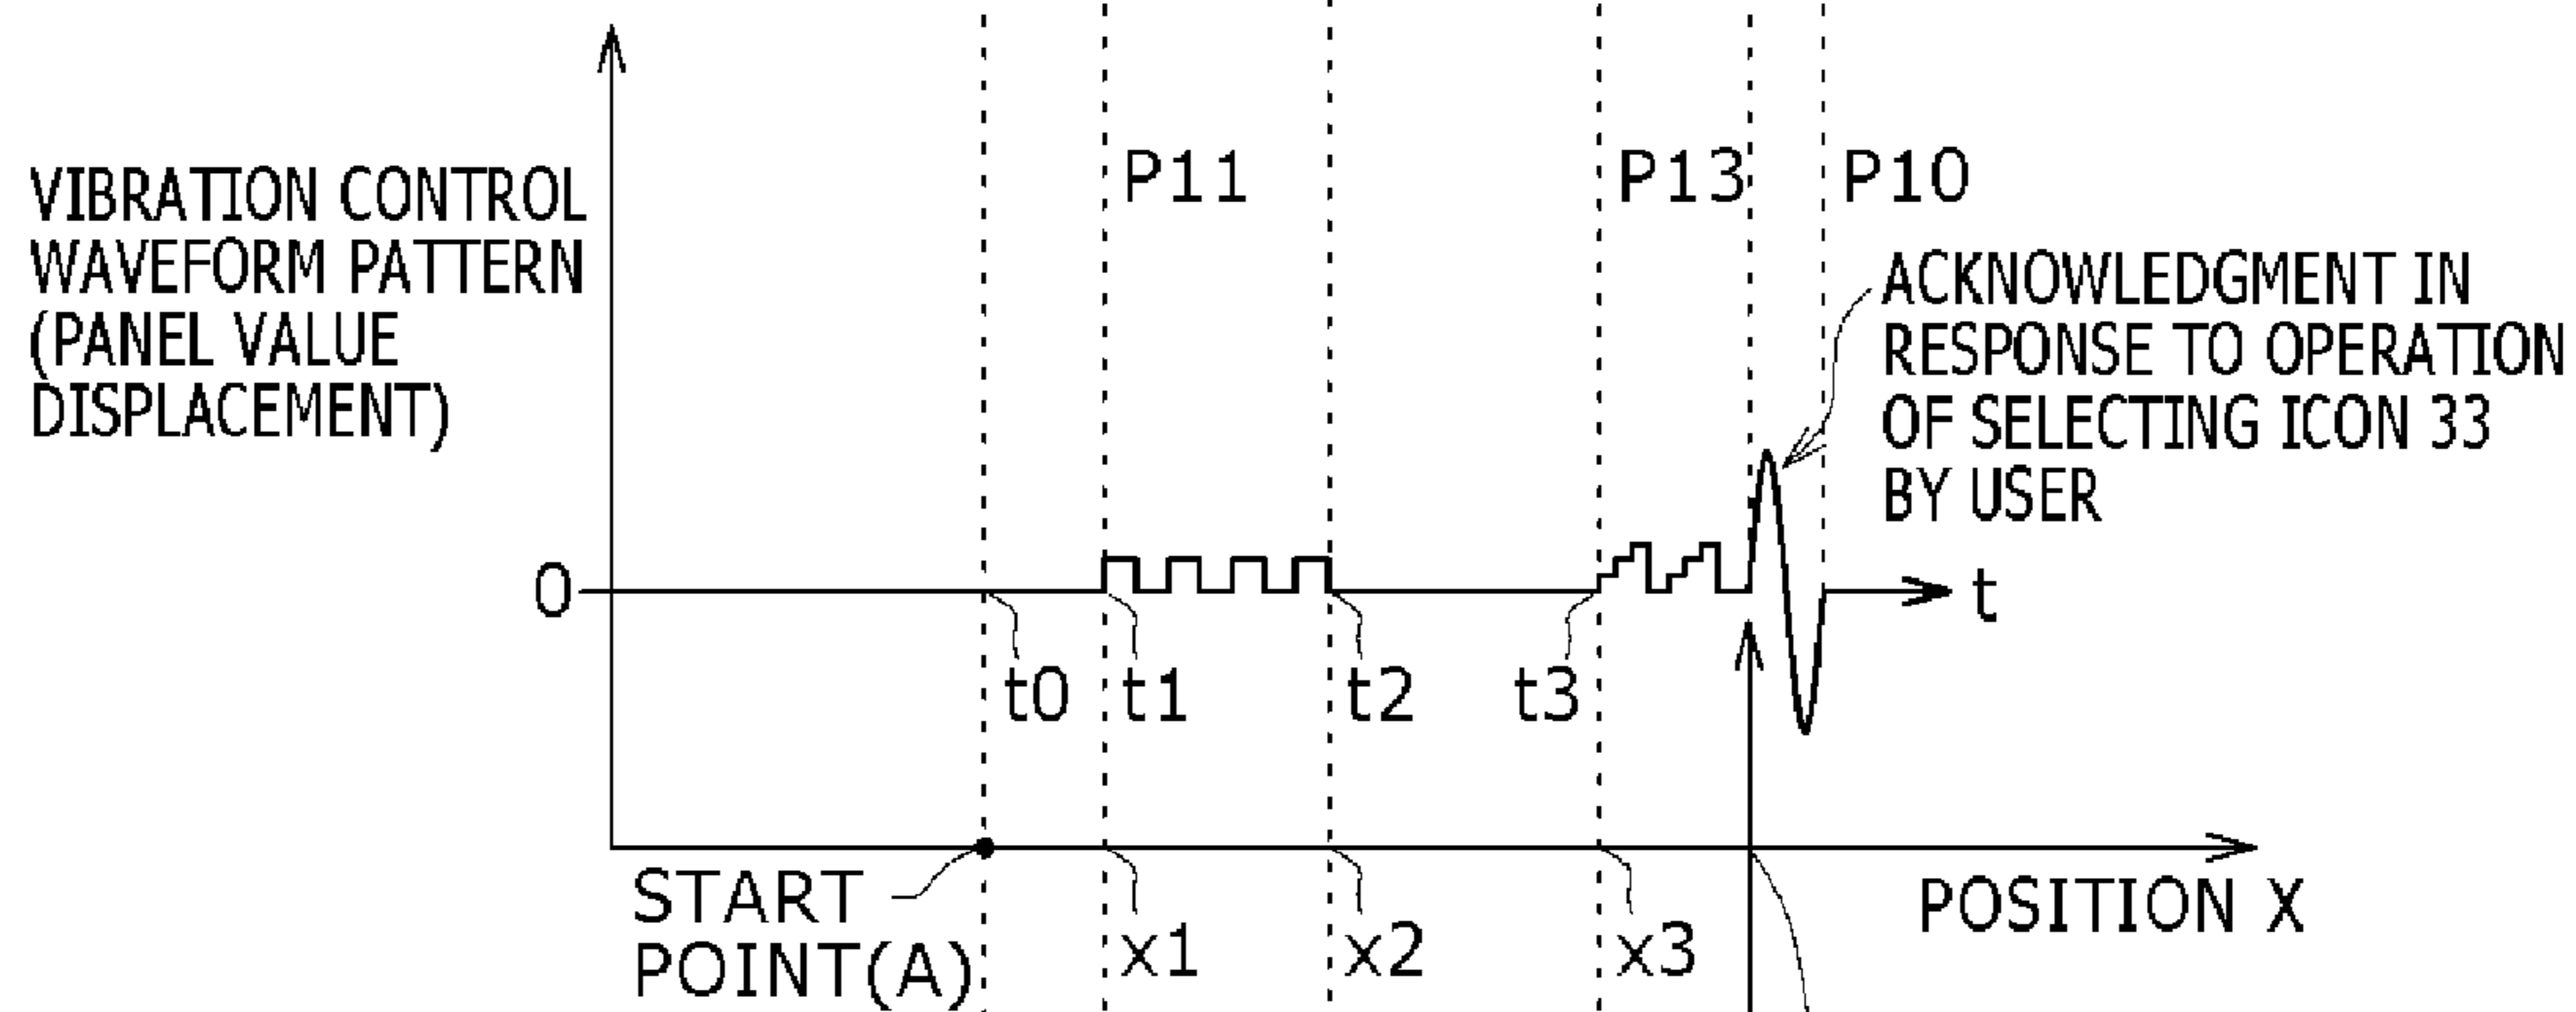 P11
P13
P10
VIBRATION CONTROL
WAVEFORM PATTERN
(PANEL VALUE
DISPLACEMENT)
ACKNOWLEDGMENT IN
RESPONSE TO OPERATION
OF SELECTING ICON 33
BY USER
0
t
t0
t1
t2
t3
START
POINT(A)
x1
x2
x3
POSITION X